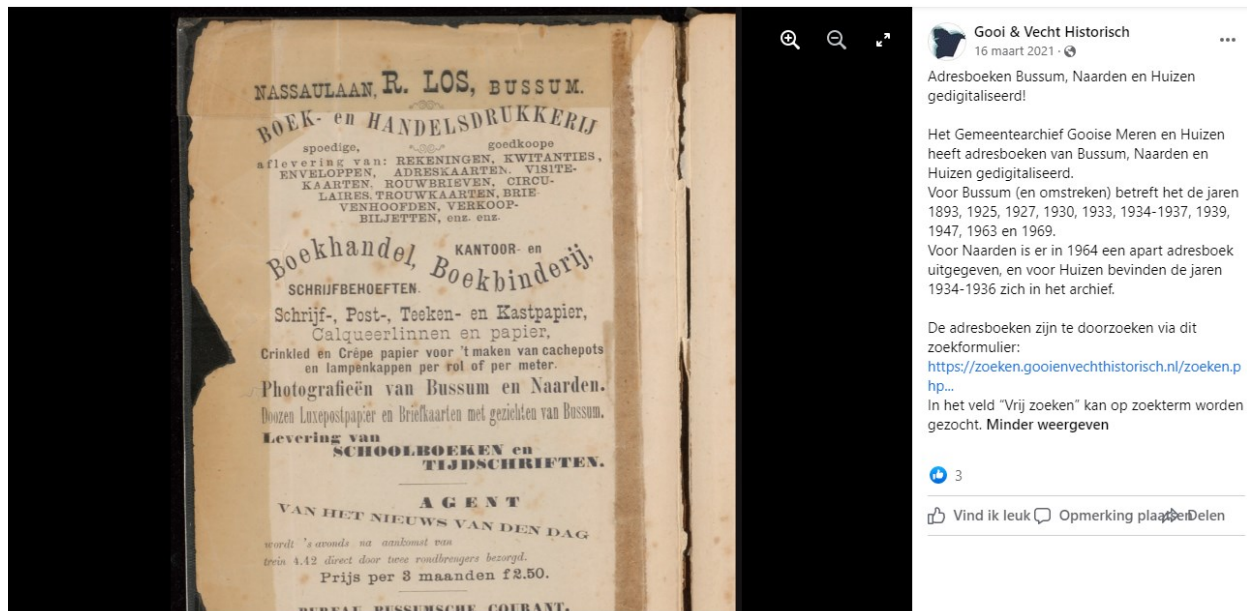 NASSAULAAN, R. LOS, BUSSUM.
BOEK- en HANDELSDRUKKERIJ
spoedige, goedkoope
aflevering van: REKENINGEN, KWITANTIES,
ENVELOPPEN, ADRESKAARTEN. VISITE-
KAARTEN. ROUWBRIEVEN, CIRCU-
LAIRES, TROUWKAARTEN, BRIE-
VENHOOFDEN, VERKOOP-
BILJETTEN, enz. enz.
Boekhandel, KANTOOR- en
SCHRIJFBEHOEFTEN. Boekbinderij,
Schrijf-, Post-, Teeken- en Kastpapier,
Calqueerlinnen en papier,
Crinkled en Crêpe papier voor 't maken van cachepots
en lampenkappen per rol of per meter.
Photografieën van Bussum en Naarden.
Doozen Luxepostpapier en Briefkaarten met gezichten van Bussum.
Levering van
SCHOOLBOEKEN en
TIJDSCHRIFTEN.
AGENT
VAN HET NIEUWS VAN DEN DAG
wordt 's avonds na aankomst van
trein 4.42 direct door twee rondbrengers bezorgd.
Prijs per 3 maanden f 2.50.
BUREAU BUSSUMSCHE COURANT.
Gooi & Vecht Historisch
16 maart 2021 ·
Adresboeken Bussum, Naarden en Huizen
gedigitaliseerd!
Het Gemeentearchief Gooise Meren en Huizen
heeft adresboeken van Bussum, Naarden en
Huizen gedigitaliseerd.
Voor Bussum (en omstreken) betreft het de jaren
1893, 1925, 1927, 1930, 1933, 1934-1937, 1939,
1947, 1963 en 1969.
Voor Naarden is er in 1964 een apart adresboek
uitgegeven, en voor Huizen bevinden de jaren
1934-1936 zich in het archief.
De adresboeken zijn te doorzoeken via dit
zoekformulier:
https://zoeken.gooienvechthistorisch.nl/zoeken.p
hp...
In het veld “Vrij zoeken” kan op zoekterm worden
gezocht. Minder weergeven
3
Vind ik leuk Opmerking plaatsen Delen